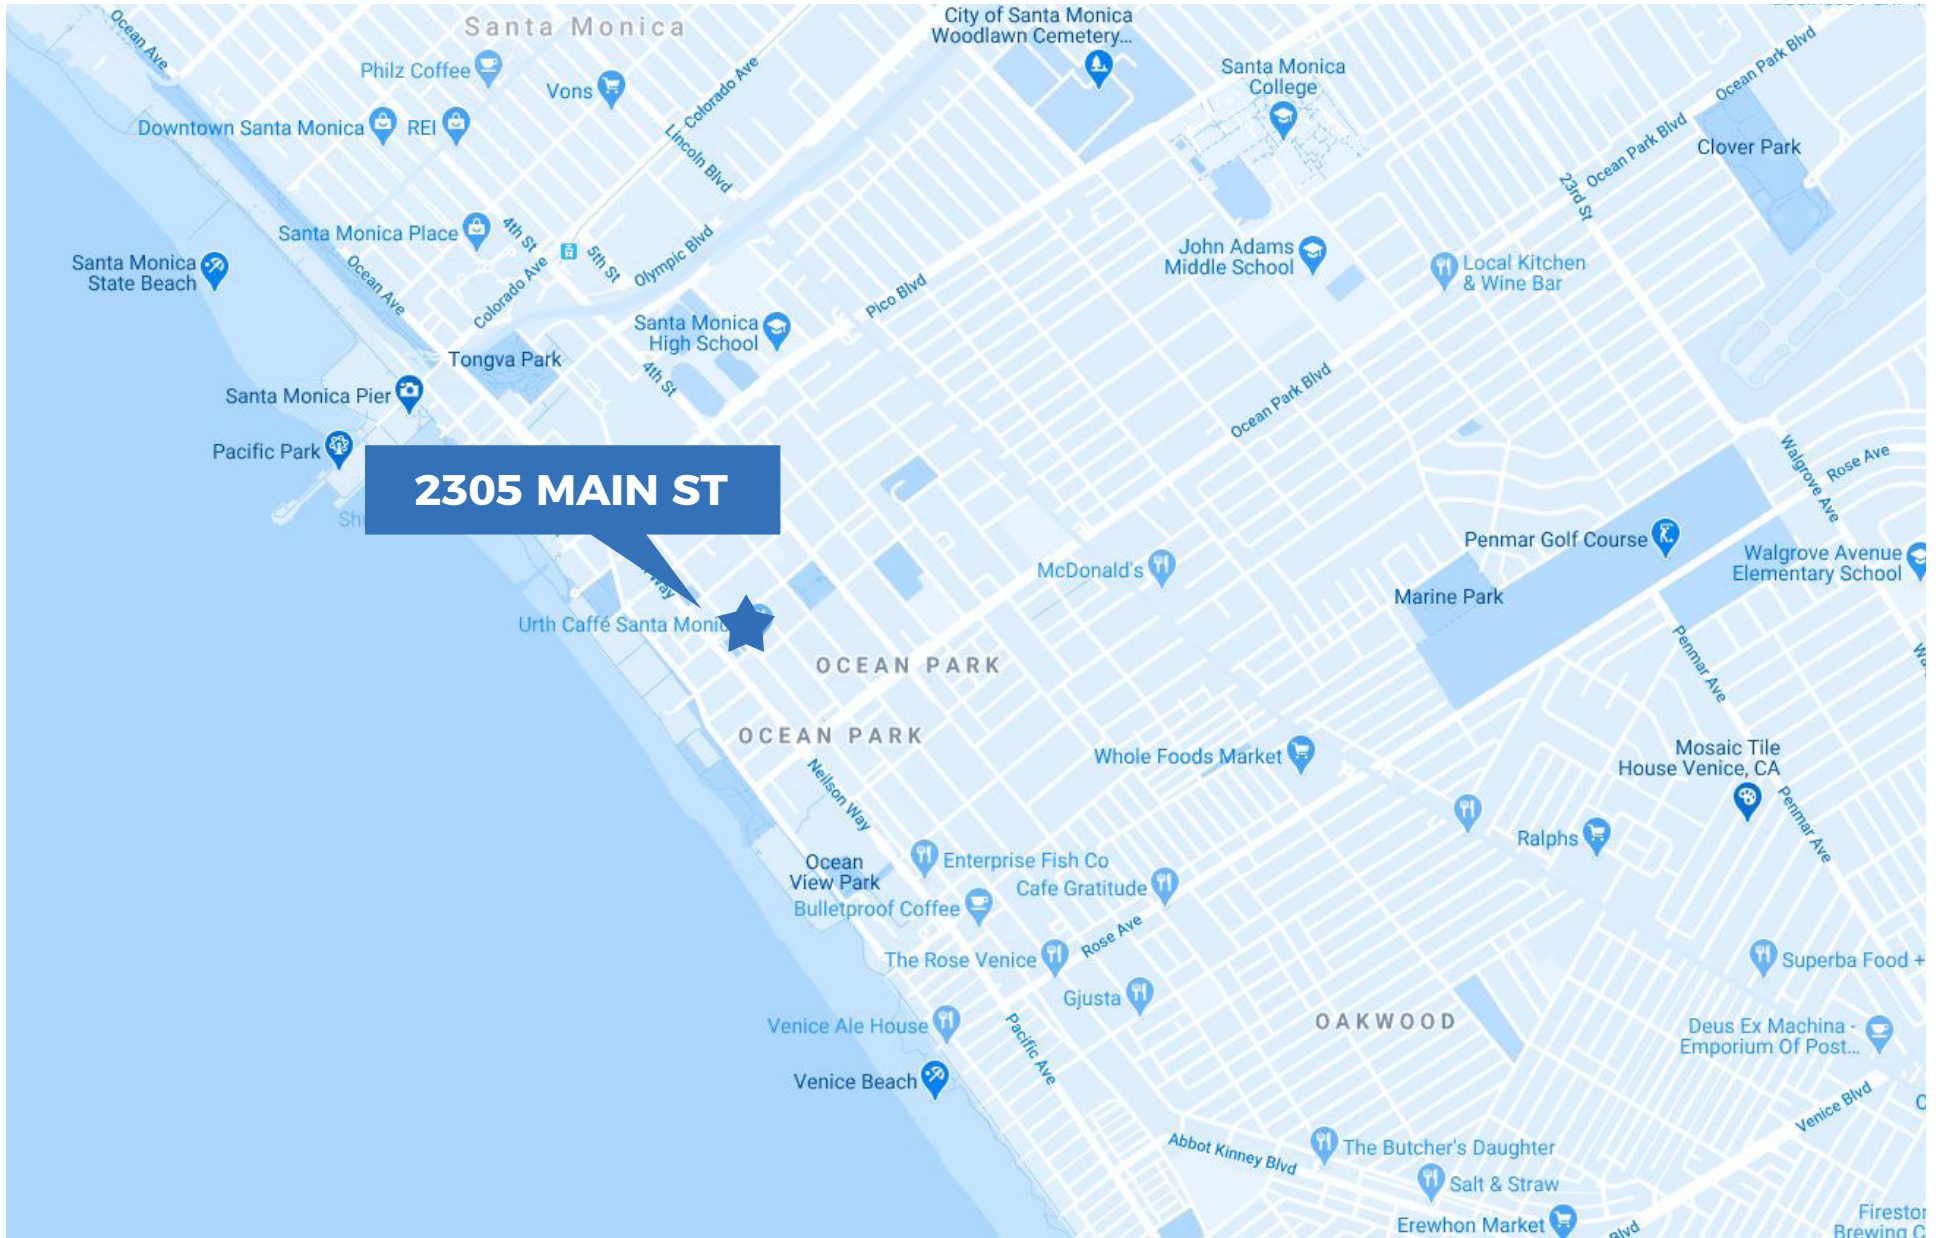 Ocean Ave
Santa Monica
City of Santa Monica
Woodlawn Cemetery...
Philz Coffee
Vons
Colorado Ave
Santa Monica
College
Ocean Park Blvd
Downtown Santa Monica
REI
Lincoln Blvd
Ocean Park Blvd
Clover Park
23rd St
Santa Monica Place
4th St
5th St
Olympic Blvd
John Adams
Middle School
Local Kitchen
& Wine Bar
Santa Monica
State Beach
Ocean Ave
Colorado Ave
Pico Blvd
Santa Monica
High School
Tongva Park
4th St
Santa Monica Pier
Ocean Park Blvd
Pacific Park
Walgrove Ave
Rose Ave
2305 MAIN ST
Penmar Golf Course
Walgrove Avenue
Elementary School
McDonald's
Marine Park
Way
Urth Caffé Santa Monic
Penmar Ave
OCEAN PARK
OCEAN PARK
Whole Foods Market
Mosaic Tile
House Venice, CA
Neilson Way
Penmar Ave
Ralphs
Ocean
View Park
Enterprise Fish Co
Cafe Gratitude
Bulletproof Coffee
Rose Ave
The Rose Venice
Superba Food +
Gjusta
Venice Ale House
Pacific Ave
OAKWOOD
Deus Ex Machina -
Emporium Of Post...
Venice Beach
Venice Blvd
Abbot Kinney Blvd
The Butcher's Daughter
Salt & Straw
Erewhon Market
Blvd
Firestor
Brewing C